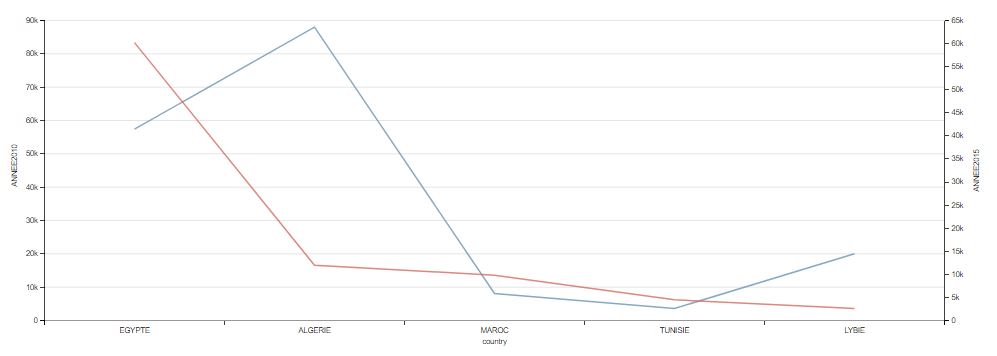 90k
80k
70k
60k
50k
40k
30k
20k
10k
0
ANNEE2010
65k
60k
55k
50k
45k
40k
35k
30k
25k
20k
15k
10k
5k
0
ANNEE2015
EGYPTE ALGERIE MAROC TUNISIE LYBIE
country